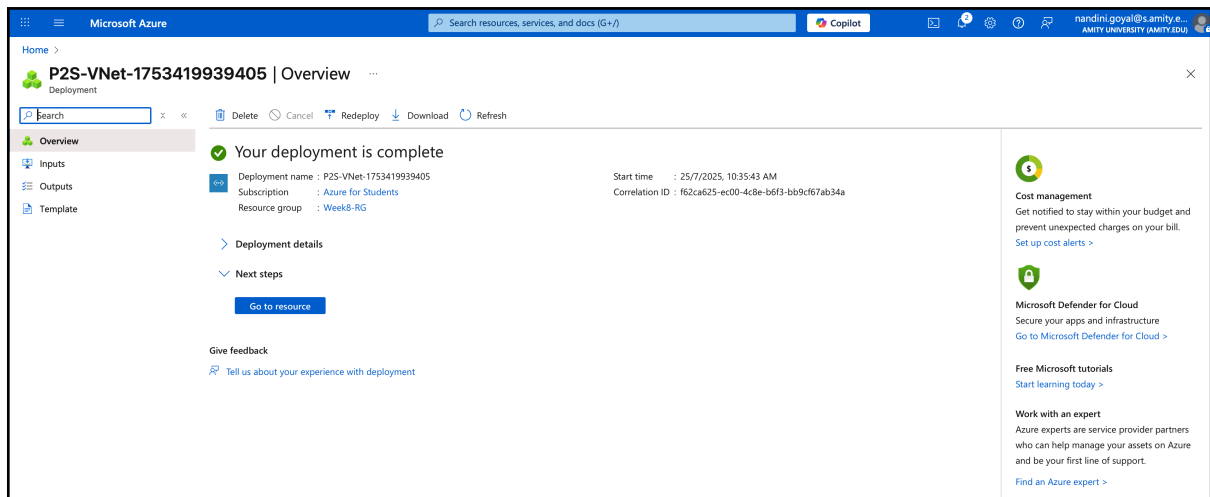 Microsoft Azure
Search resources, services, and docs (G+/)
Copilot
2
nandini.goyal@s.amity.e...
AMITY UNIVERSITY (AMITY.EDU)
Home >
P2S-VNet-1753419939405 | Overview ...
Deployment
Search
Delete Cancel Redeploy Download Refresh
Overview
Inputs
Outputs
Template
Your deployment is complete
Deployment name : P2S-VNet-1753419939405
Subscription : Azure for Students
Resource group : Week8-RG
Start time : 25/7/2025, 10:35:43 AM
Correlation ID : f62ca625-ec00-4c8e-b6f3-bb9cf67ab34a
Deployment details
Next steps
Go to resource
Give feedback
Tell us about your experience with deployment
Cost management
Get notified to stay within your budget and
prevent unexpected charges on your bill.
Set up cost alerts >
Microsoft Defender for Cloud
Secure your apps and infrastructure
Go to Microsoft Defender for Cloud >
Free Microsoft tutorials
Start learning today >
Work with an expert
Azure experts are service provider partners
who can help manage your assets on Azure
and be your first line of support.
Find an Azure expert >